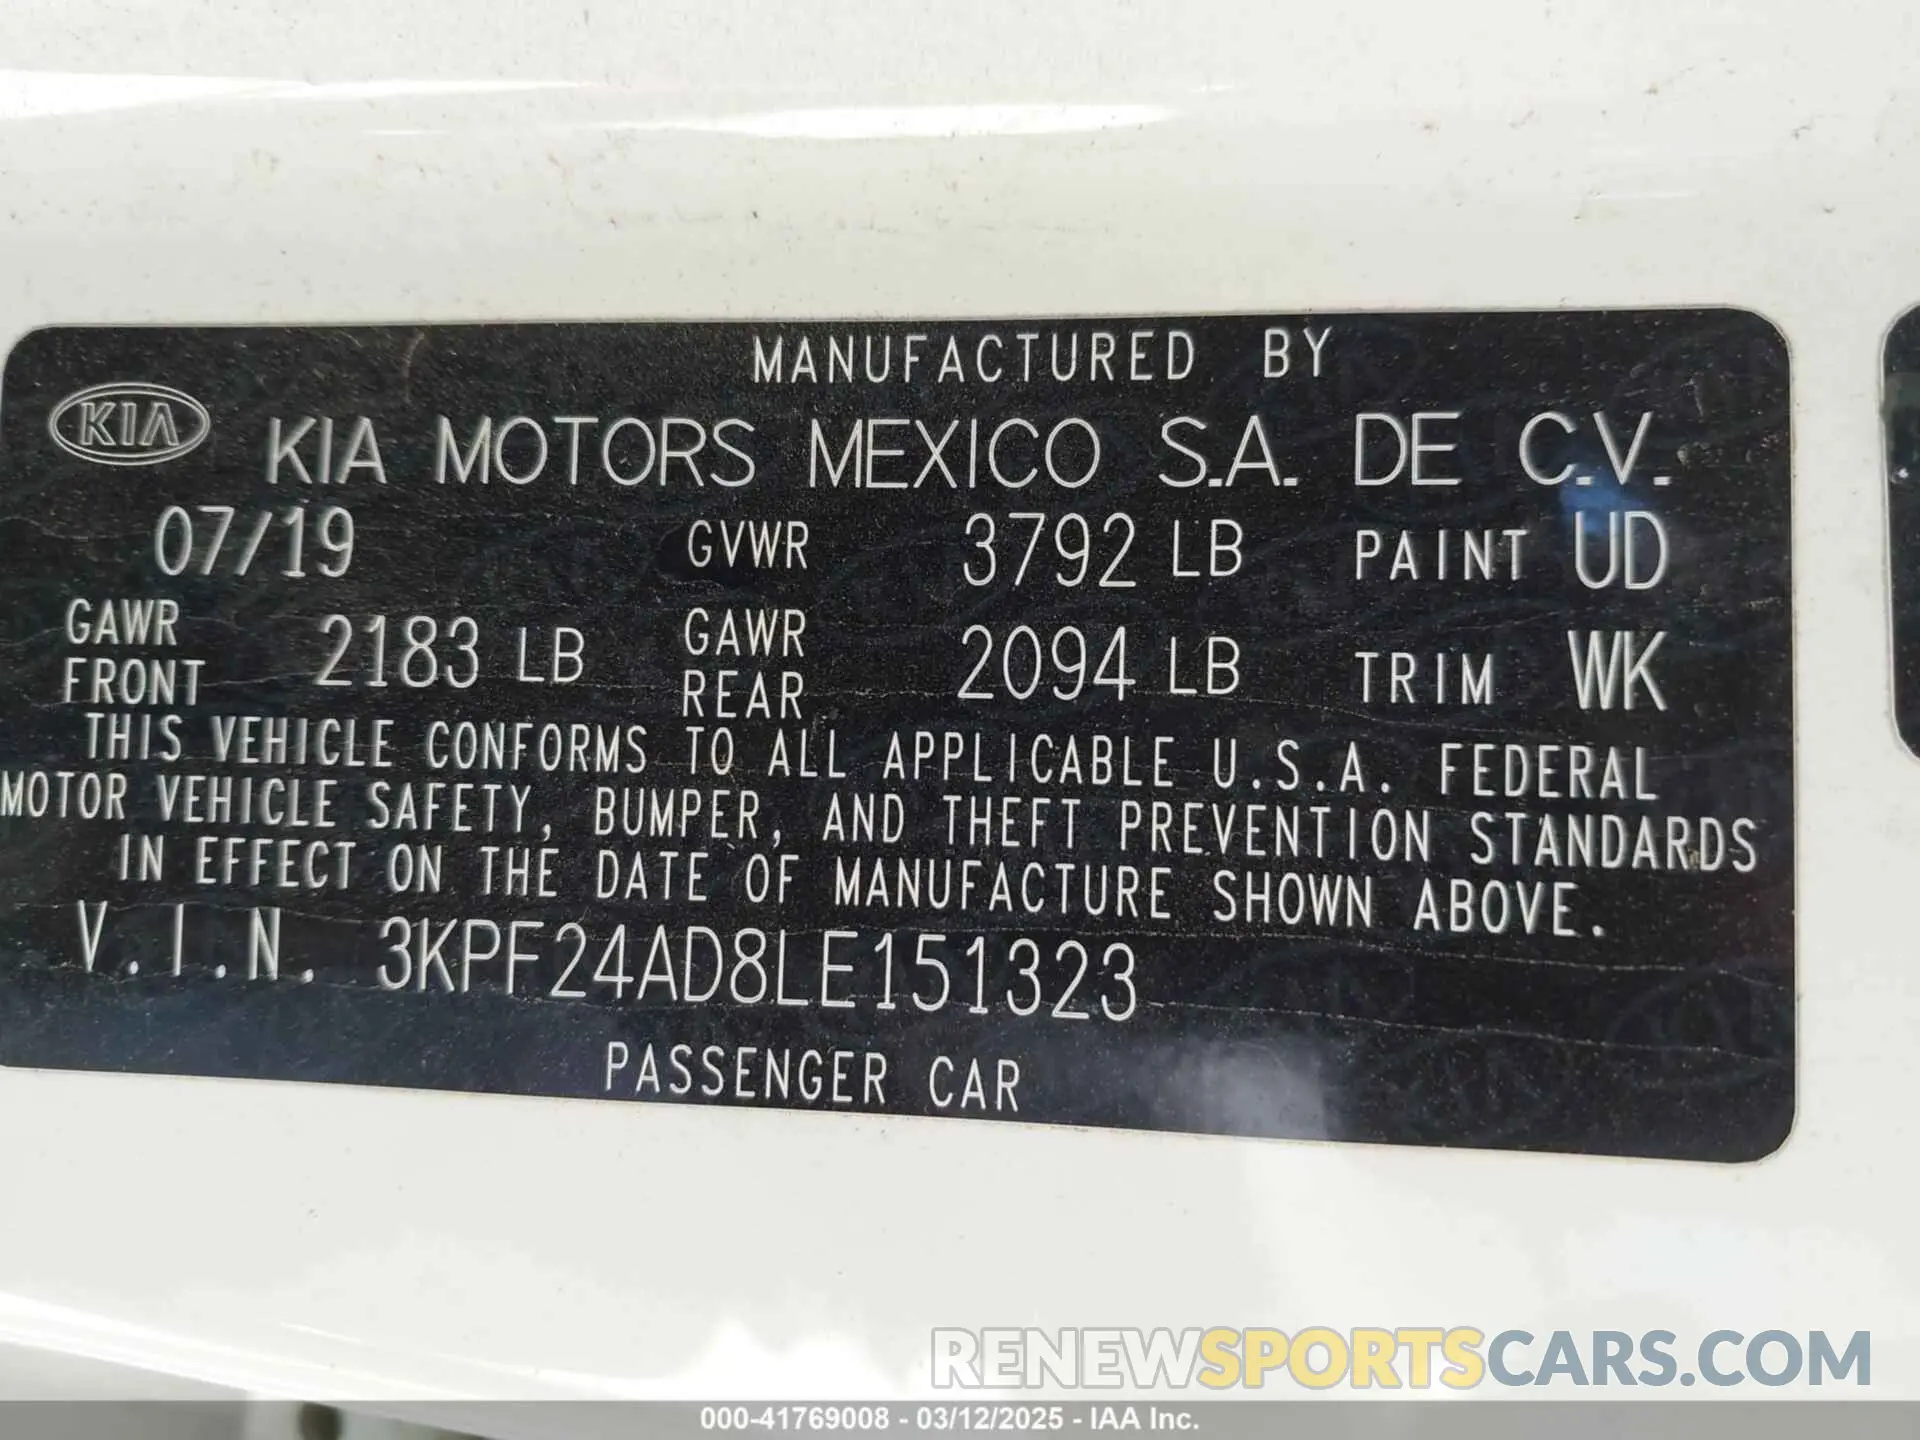 MANUFACTURED BY
KIA KIA MOTORS MEXICO S.A. DE C.V.
07/19 GVWR 3792 LB PAINT UD
GAWR FRONT 2183 LB GAWR REAR 2094 LB TRIM WK
THIS VEHICLE CONFORMS TO ALL APPLICABLE U.S.A. FEDERAL
MOTOR VEHICLE SAFETY, BUMPER, AND THEFT PREVENTION STANDARDS
IN EFFECT ON THE DATE OF MANUFACTURE SHOWN ABOVE.
V.I.N. 3KPF24AD8LE151323
PASSENGER CAR
RENEWSPORTSCARS.COM
000-41769008 - 03/12/2025 - IAA Inc.